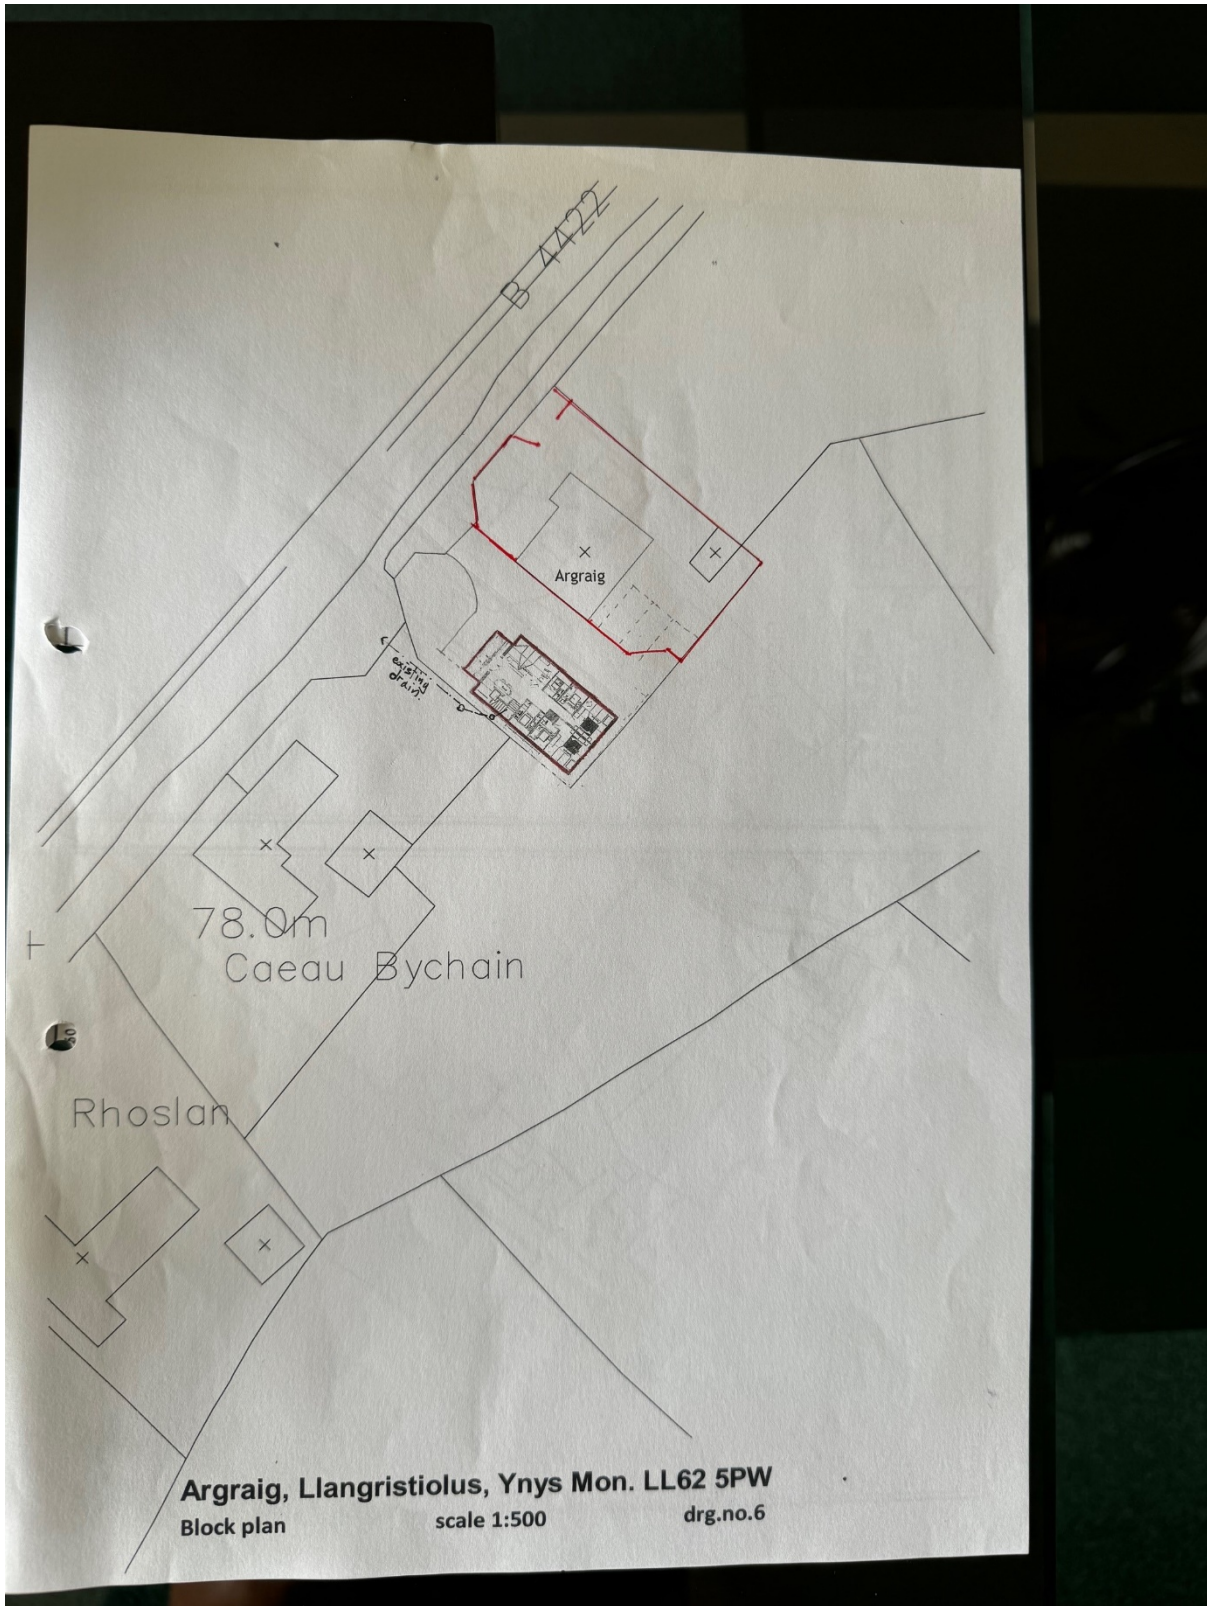 B 4422
Argraig
existing
drain.
78.0m
Caeau Bychain
Rhoslan
Argraig, Llangristiolus, Ynys Mon. LL62 5PW
Block plan scale 1:500 drg.no.6